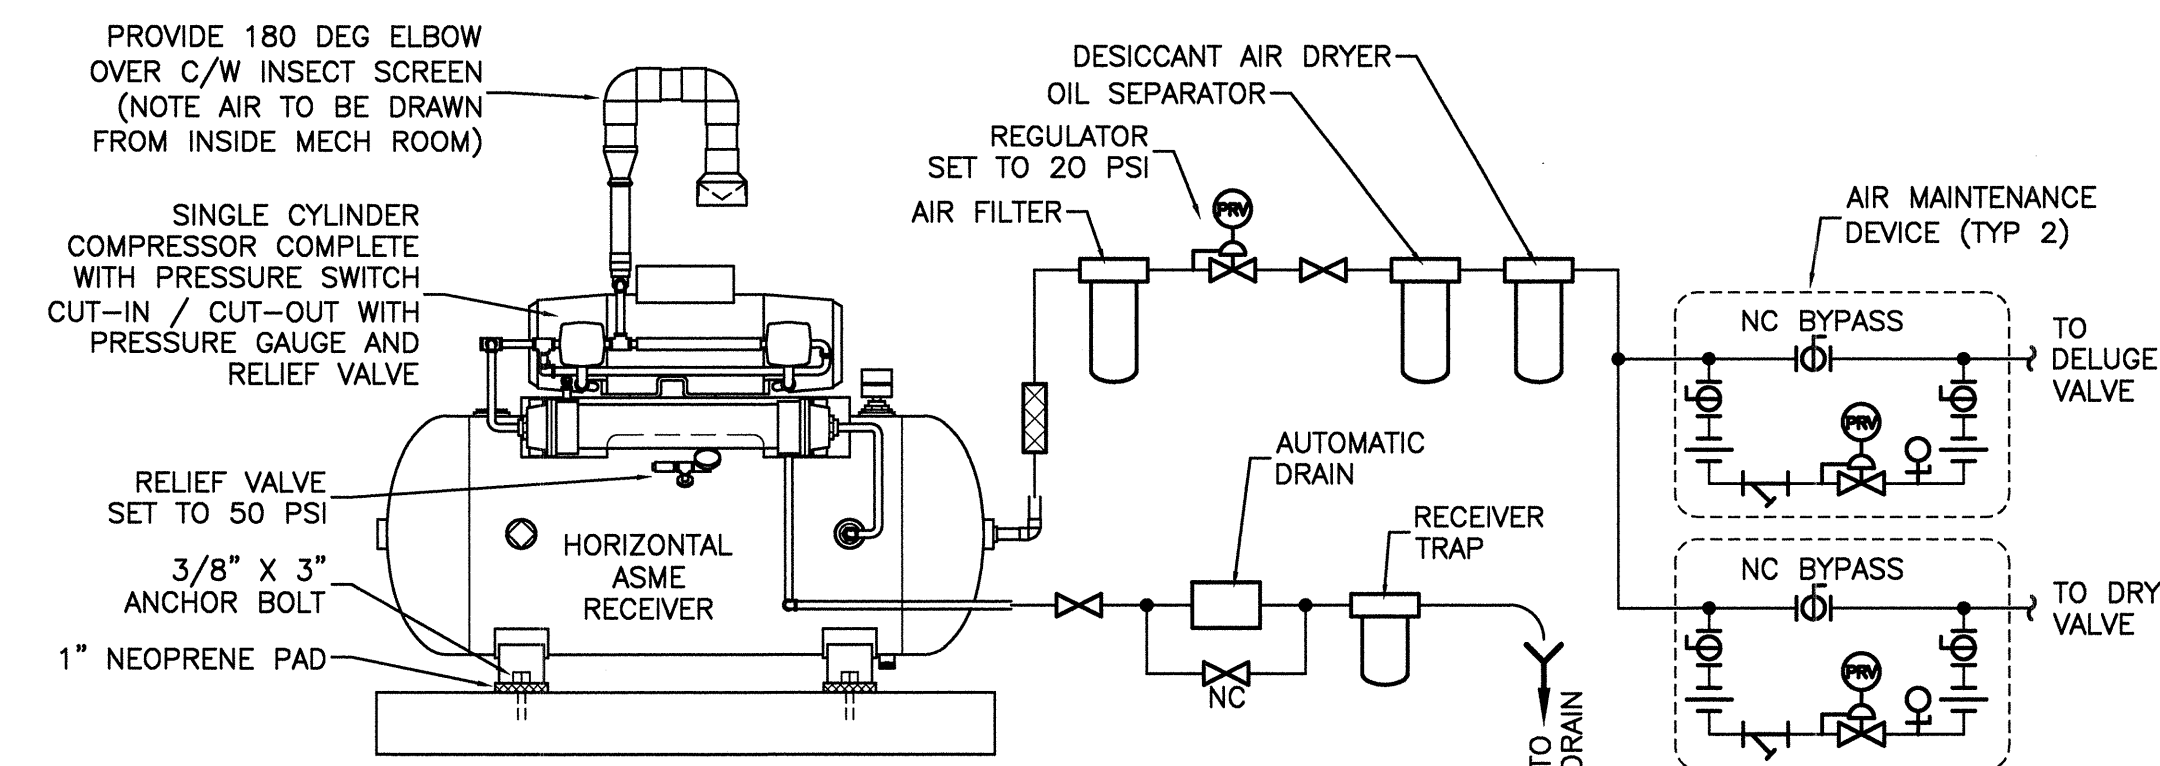 PROVIDE 180 DEG ELBOW
OVER C/W INSECT SCREEN
(NOTE AIR TO BE DRAWN
FROM INSIDE MECH ROOM)
SINGLE CYLINDER
COMPRESSOR COMPLETE
WITH PRESSURE SWITCH
CUT-IN / CUT-OUT WITH
PRESSURE GAUGE AND
RELIEF VALVE
RELIEF VALVE
SET TO 50 PSI
3/8" X 3"
ANCHOR BOLT
1" NEOPRENE PAD
HORIZONTAL
ASME
RECEIVER
DESICCANT AIR DRYER
OIL SEPARATOR
REGULATOR
SET TO 20 PSI
AIR FILTER
PRV
AUTOMATIC
DRAIN
RECEIVER
TRAP
NC
TO
DRAIN
AIR MAINTENANCE
DEVICE (TYP 2)
NC BYPASS
PRV
TO
DELUGE
VALVE
NC BYPASS
PRV
TO DRY
VALVE